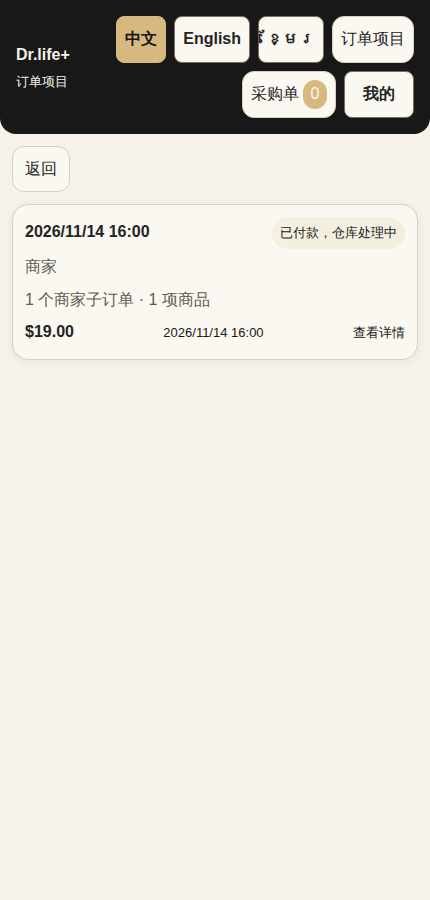 Dr.life+
订单项目
中文
English
ខ្មែរ
订单项目
采购单 0
我的
返回
2026/11/14 16:00
已付款，仓库处理中
商家
1 个商家子订单 · 1 项商品
$19.00
2026/11/14 16:00
查看详情